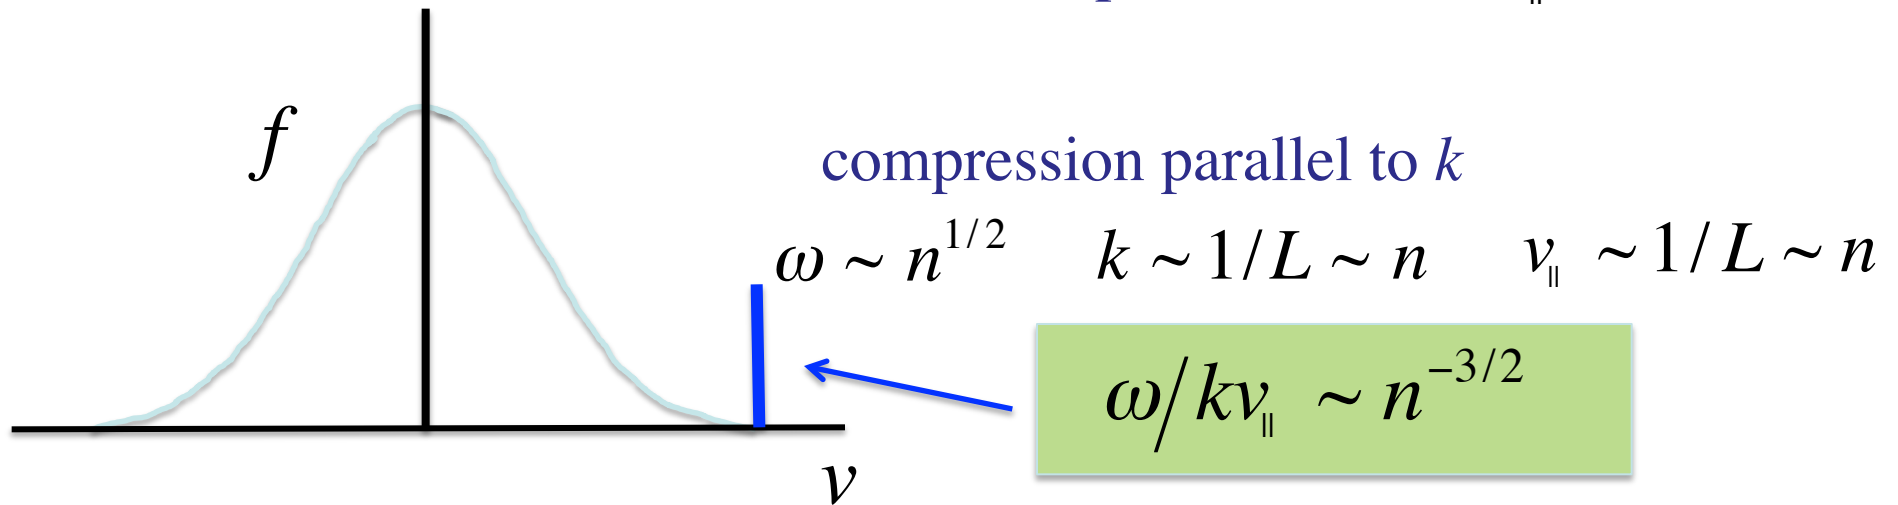 f
compression parallel to k
ω ~ n^{1/2} k ~ 1/L ~ n v_∥ ~ 1/L ~ n
ω/kv_∥ ~ n^{-3/2}
v